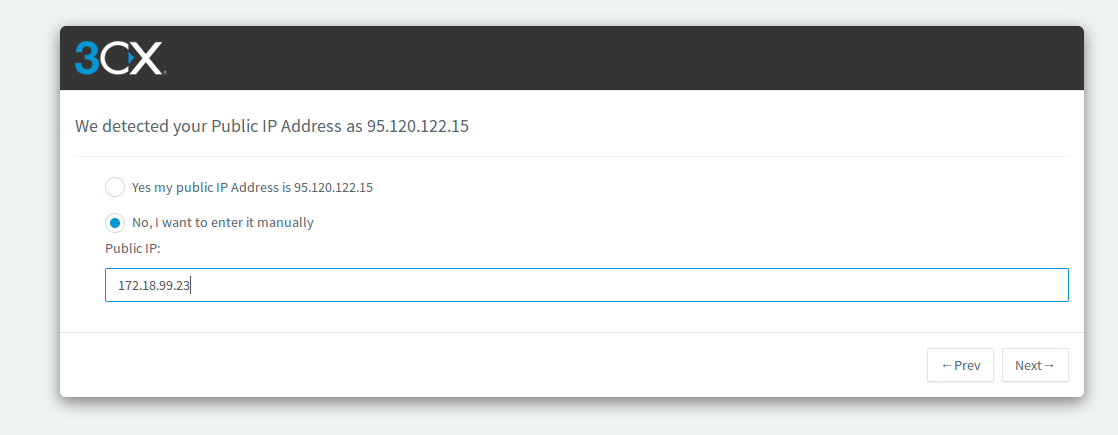 3CX
We detected your Public IP Address as 95.120.122.15
Yes my public IP Address is 95.120.122.15
No, I want to enter it manually
Public IP:
172.18.99.23
←Prev Next→